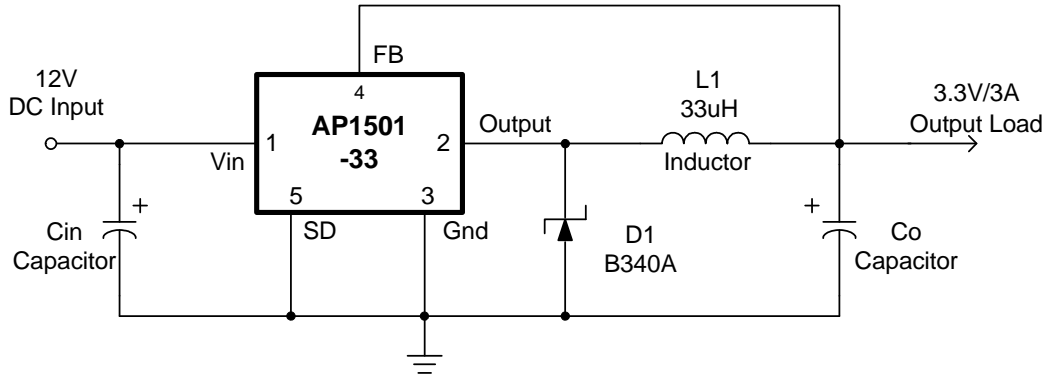 FB
12V
DC Input
4
AP1501
-33
1
2
Vin
Output
L1
33uH
Inductor
3.3V/3A
Output Load
5
3
SD
Gnd
+
Cin
Capacitor
D1
B340A
+
Co
Capacitor